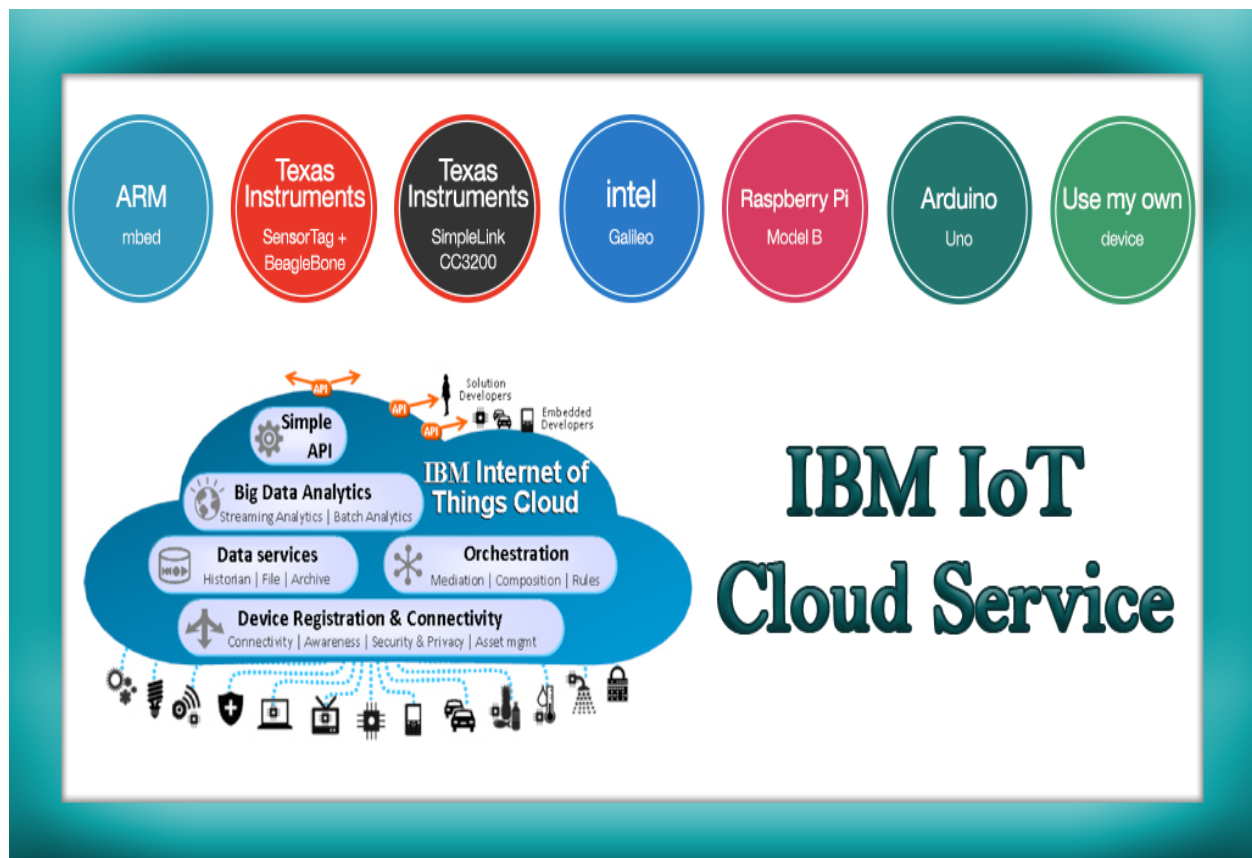 ARM
mbed
Texas
Instruments
SensorTag +
BeagleBone
Texas
Instruments
SimpleLink
CC3200
intel
Galileo
Raspberry Pi
Model B
Arduino
Uno
Use my own
device
API
API
API
Solution
Developers
Embedded
Developers
Simple
API
IBM Internet of
Things Cloud
Big Data Analytics
Streaming Analytics | Batch Analytics
Data services
Historian | File | Archive
Orchestration
Mediation | Composition | Rules
Device Registration & Connectivity
Connectivity | Awareness | Security & Privacy | Asset mgmt
IBM IoT
Cloud Service